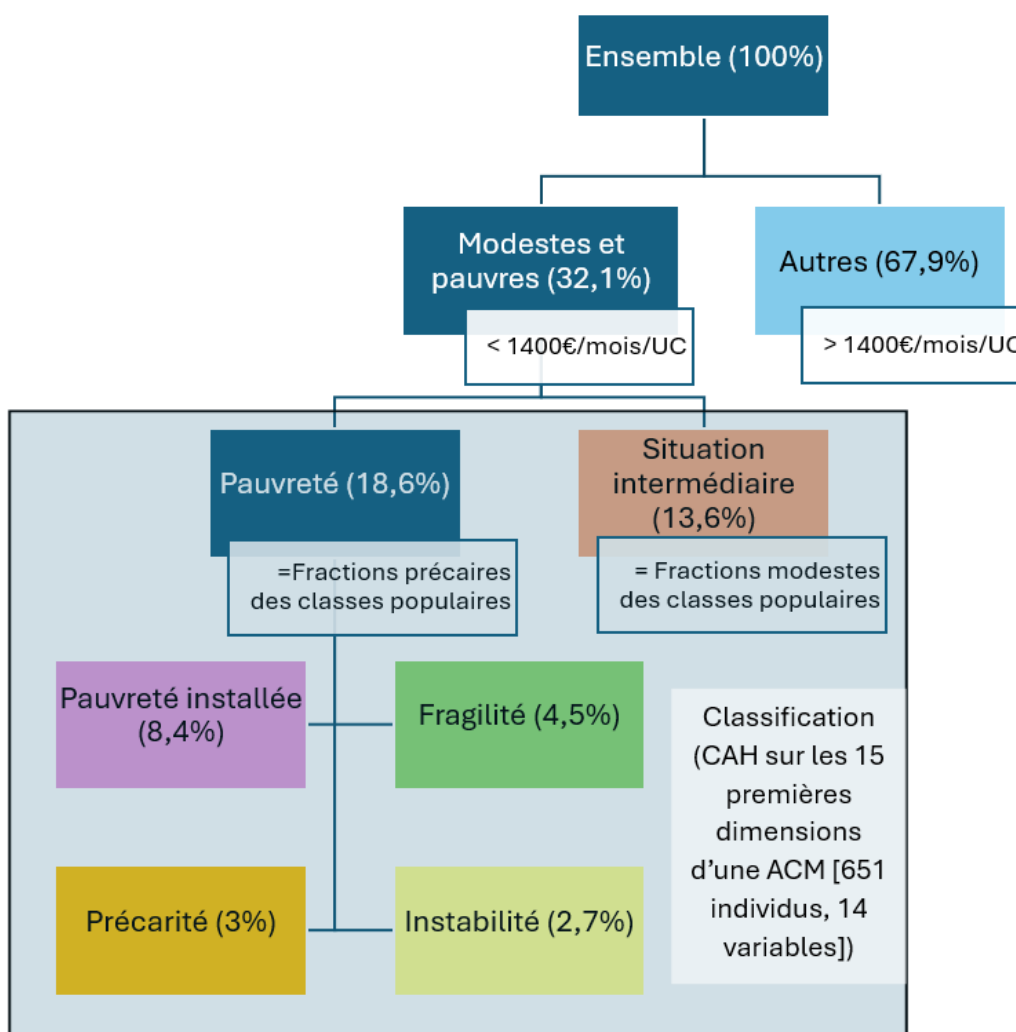 Ensemble (100%)
Modestes et
pauvres (32,1%)
< 1400€/mois/UC
Autres (67,9%)
> 1400€/mois/UC
Pauvreté (18,6%)
=Fractions précaires
des classes populaires
Situation
intermédiaire
(13,6%)
= Fractions modestes
des classes populaires
Pauvreté installée
(8,4%)
Fragilité (4,5%)
Précarité (3%)
Instabilité (2,7%)
Classification
(CAH sur les 15
premières
dimensions
d'une ACM [651
individus, 14
variables])